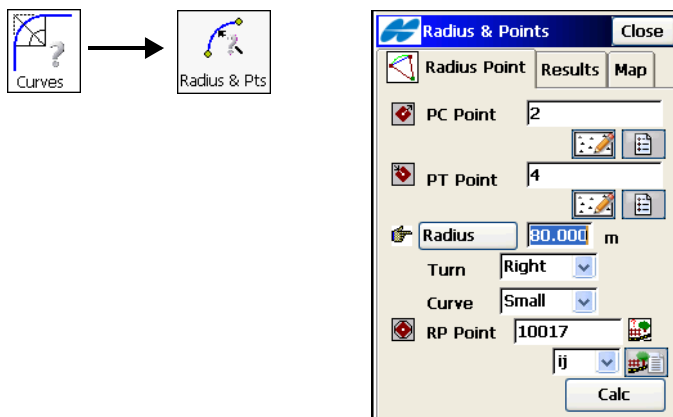 Curves
Radius & Pts
Radius & Points Close
Radius Point Results Map
PC Point 2
PT Point 4
Radius 80.000 m
Turn Right
Curve Small
RP Point 10017
ij
Calc